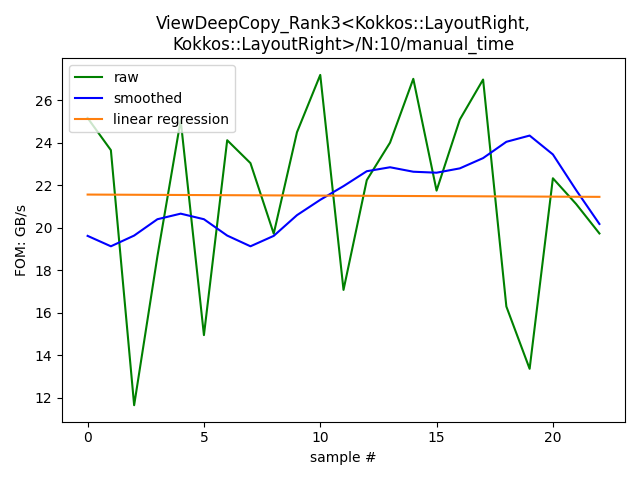 ViewDeepCopy_Rank3<Kokkos::LayoutRight,
Kokkos::LayoutRight>/N:10/manual_time
raw
smoothed
linear regression
FOM: GB/s
26
24
22
20
18
16
14
12
0
5
10
15
20
sample #